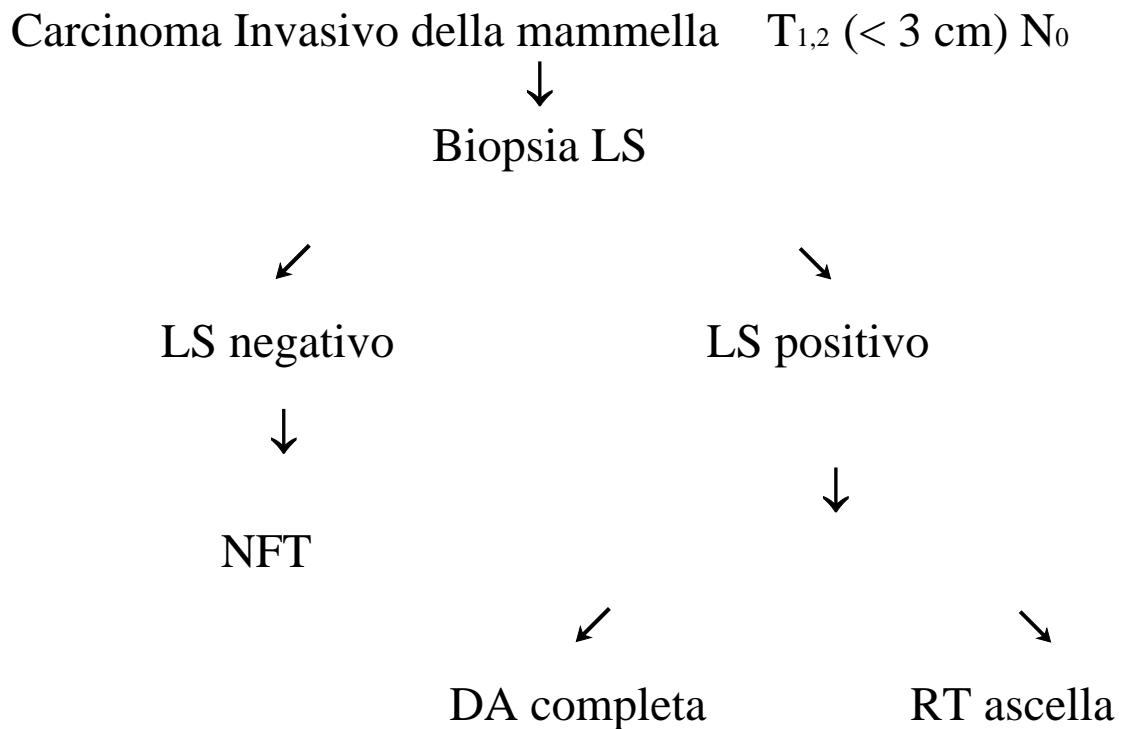 Carcinoma Invasivo della mammella T1,2 (< 3 cm) N0
↓
Biopsia LS
↙ ↘
LS negativo LS positivo
↓
↓
NFT
↙ ↘
DA completa RT ascella